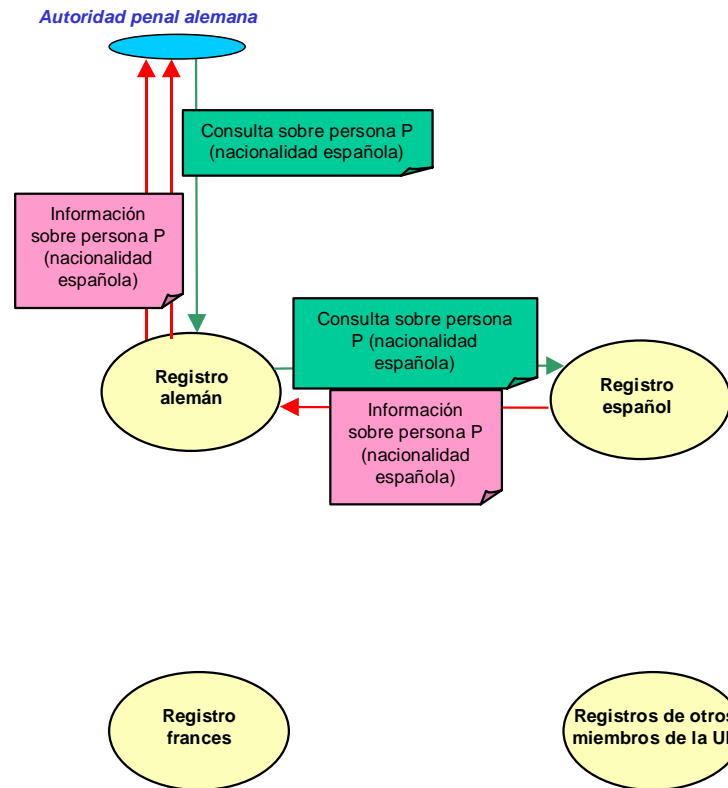 Autoridad penal alemana
Consulta sobre persona P
(nacionalidad española)
Información
sobre persona P
(nacionalidad
española)
Consulta sobre persona
P (nacionalidad
española)
Registro
alemán
Registro
español
Información
sobre persona P
(nacionalidad
española)
Registro
frances
Registros de otros
miembros de la U